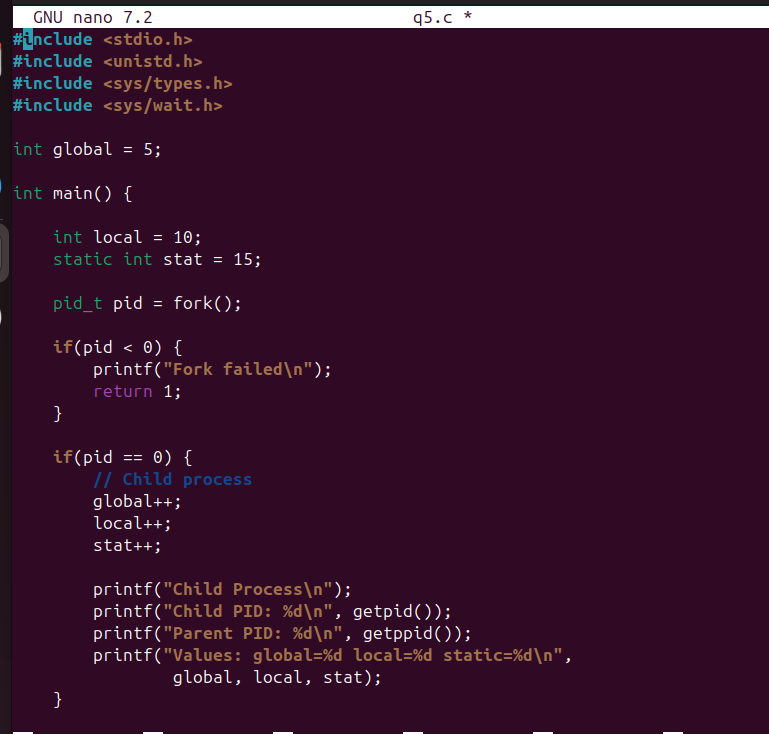 GNU nano 7.2 q5.c *
#include <stdio.h>
#include <unistd.h>
#include <sys/types.h>
#include <sys/wait.h>

int global = 5;

int main() {

    int local = 10;
    static int stat = 15;

    pid_t pid = fork();

    if(pid < 0) {
        printf("Fork failed\n");
        return 1;
    }

    if(pid == 0) {
        // Child process
        global++;
        local++;
        stat++;

        printf("Child Process\n");
        printf("Child PID: %d\n", getpid());
        printf("Parent PID: %d\n", getppid());
        printf("Values: global=%d local=%d static=%d\n",
                global, local, stat);
    }